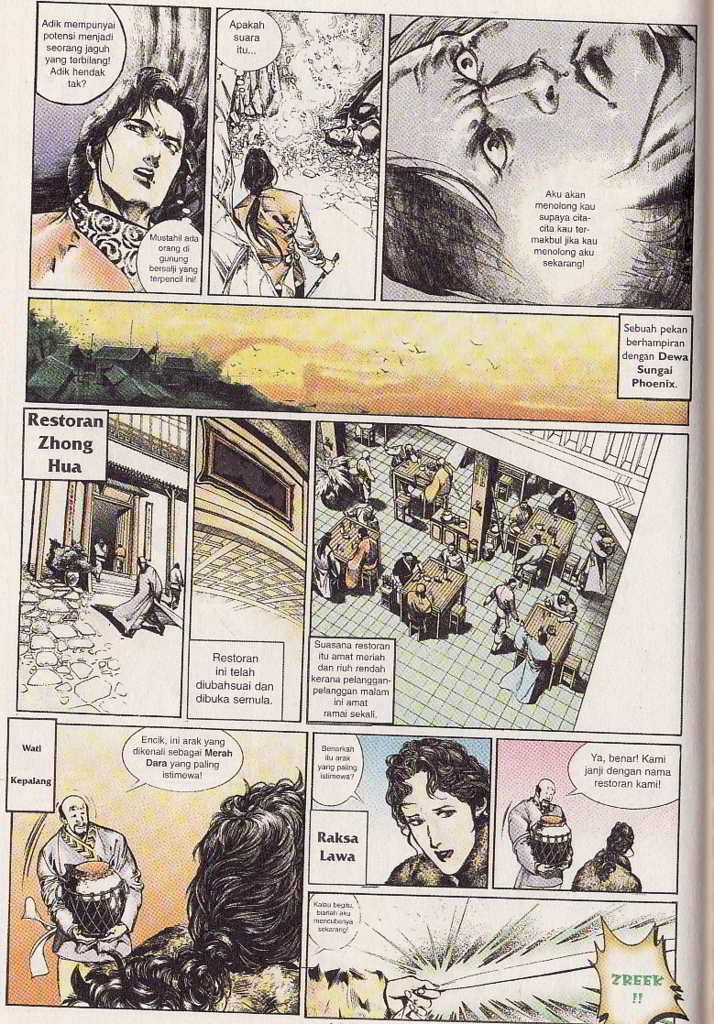 Adik mempunyai
potensi menjadi
seorang jaguh
yang terbilang!
Adik hendak
tak?
Mustahil ada
orang di
gunung
bersalji yang
terpencil ini!
Apakah
suara
itu...
Aku akan
menolong kau
supaya cita-
cita kau ter-
makbul jika kau
menolong aku
sekarang!
Sebuah pekan
berhampiran
dengan Dewa
Sungai
Phoenix.
Restoran
Zhong
Hua
Restoran
ini telah
diubahsuai dan
dibuka semula.
Suasana restoran
itu amat meriah
dan riuh rendah
kerana pelanggan-
pelanggan malam
ini amat
ramai sekali.
Wati
Kepalang
Encik, ini arak yang
dikenali sebagai Merah
Dara yang paling
istimewa!
Benarkah
itu arak
yang paling
istimewa?
Raksa
Lawa
Ya, benar! Kami
janji dengan nama
restoran kami!
Kalau begitu,
biarlah aku
mencubanya
sekarang!
ZREEK
!!